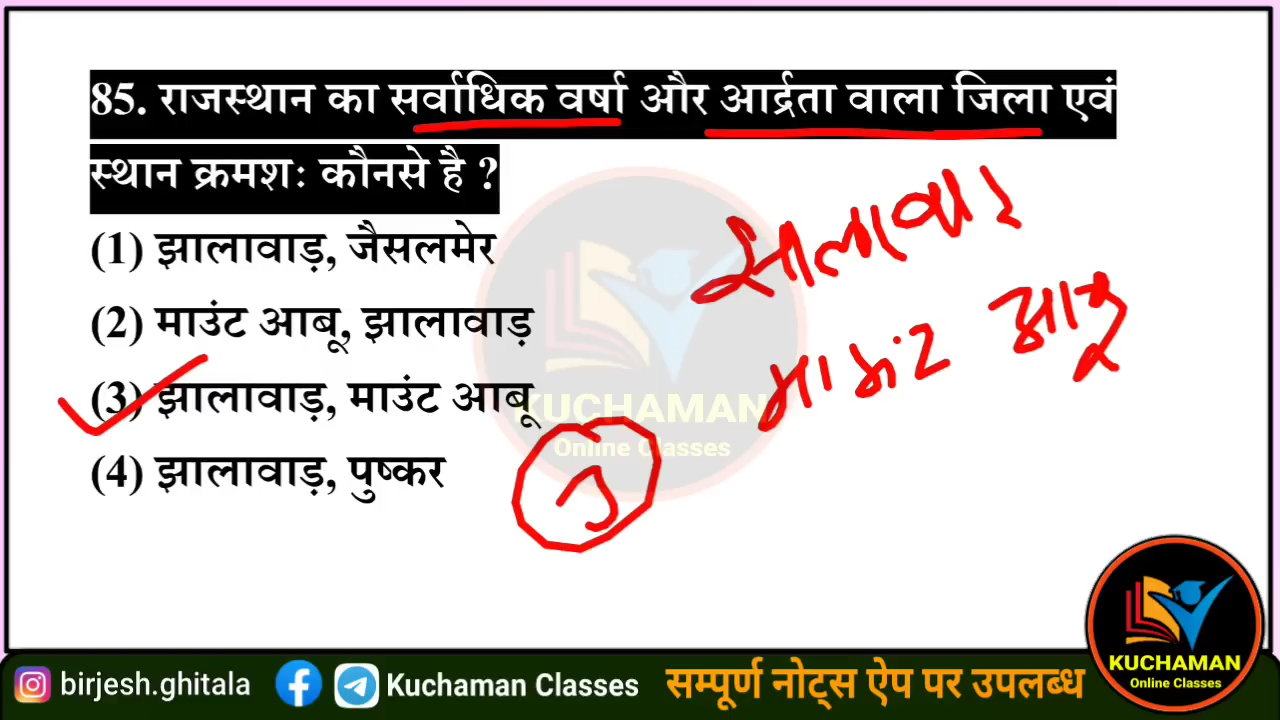 85. राजस्थान का सर्वाधिक वर्षा और आर्द्रता वाला जिला एवं
स्थान क्रमशः कौनसे है ?
(1) झालावाड़, जैसलमेर
(2) माउंट आबू, झालावाड़
(3) झालावाड़, माउंट आबू
(4) झालावाड़, पुष्कर
झालावाड़
माउंट आबू
3
KUCHAMAN
Online Classes
KUCHAMAN
Online Classes
birjesh.ghitala
Kuchaman Classes
सम्पूर्ण नोट्स ऐप पर उपलब्ध